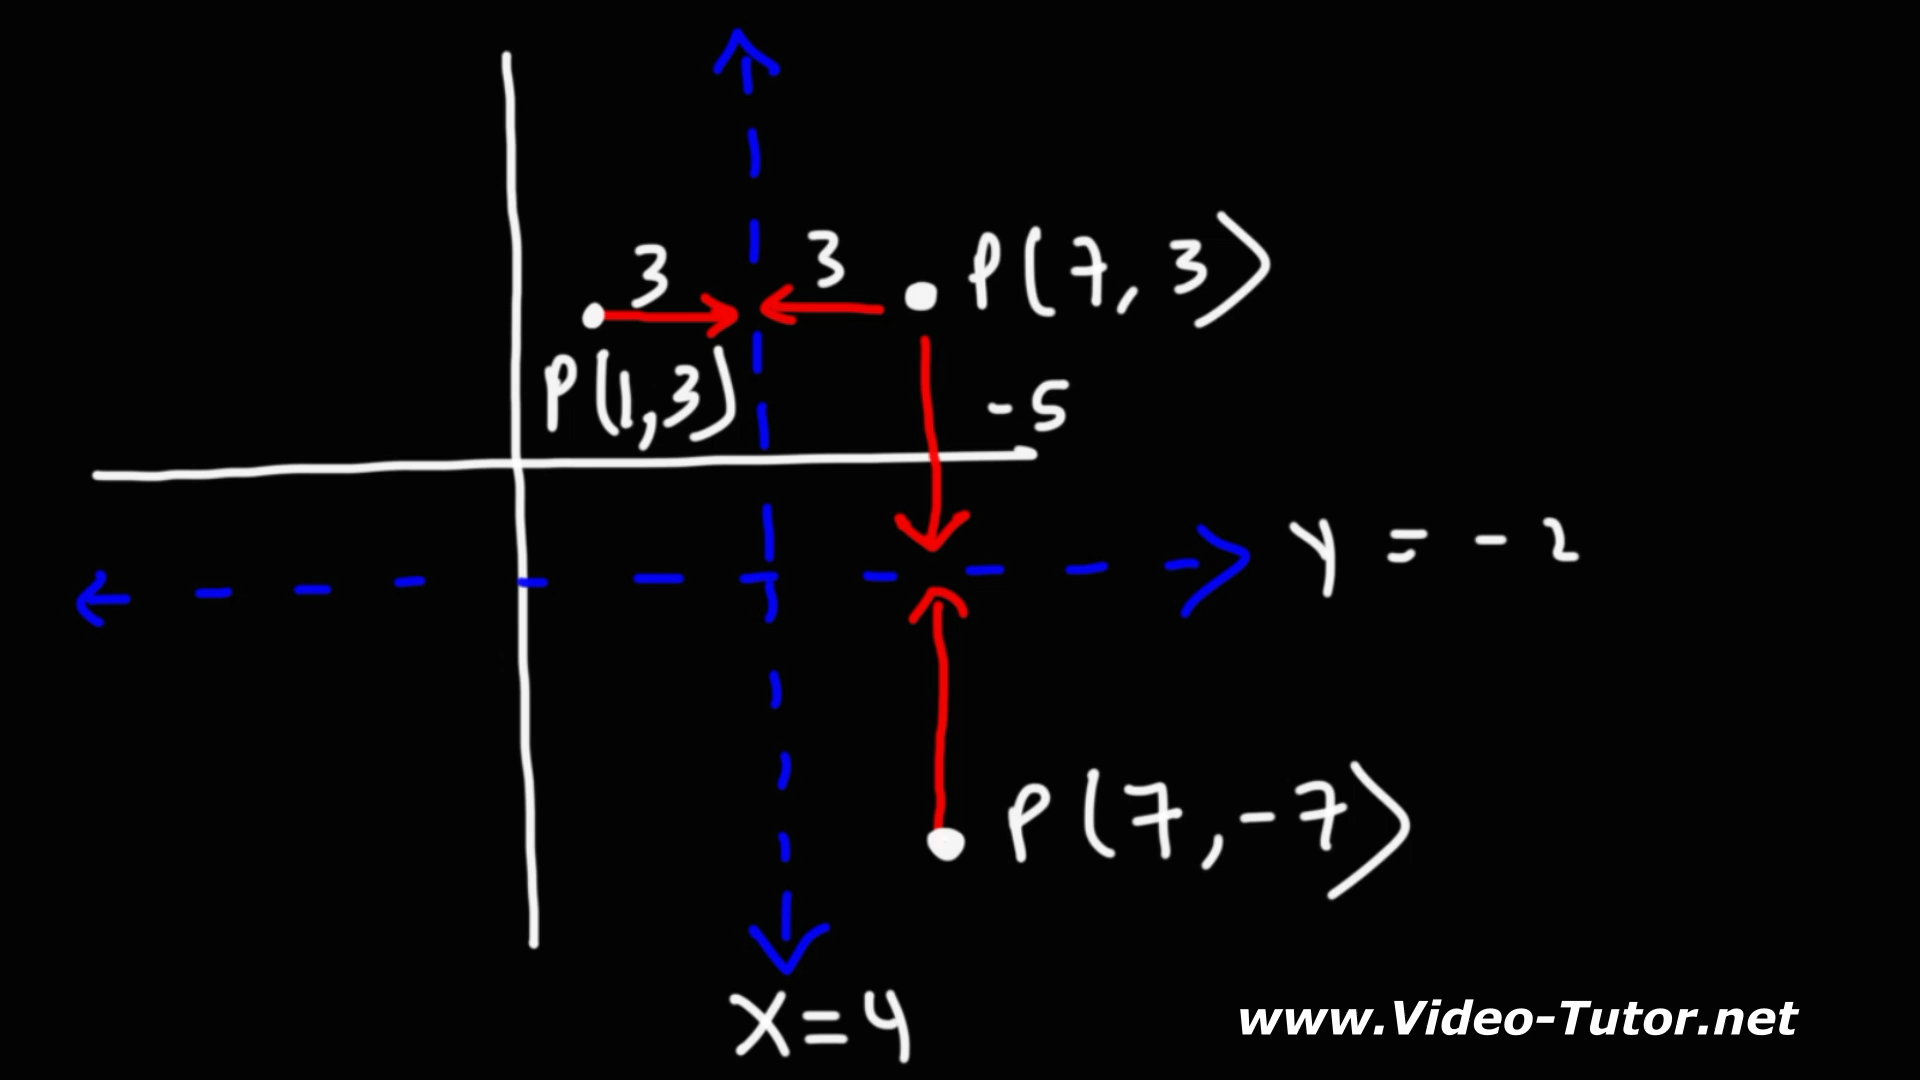 3
3
P(7, 3)
P(1,3)
-5
y = -2
P(7,-7)
x=4
www.Video-Tutor.net